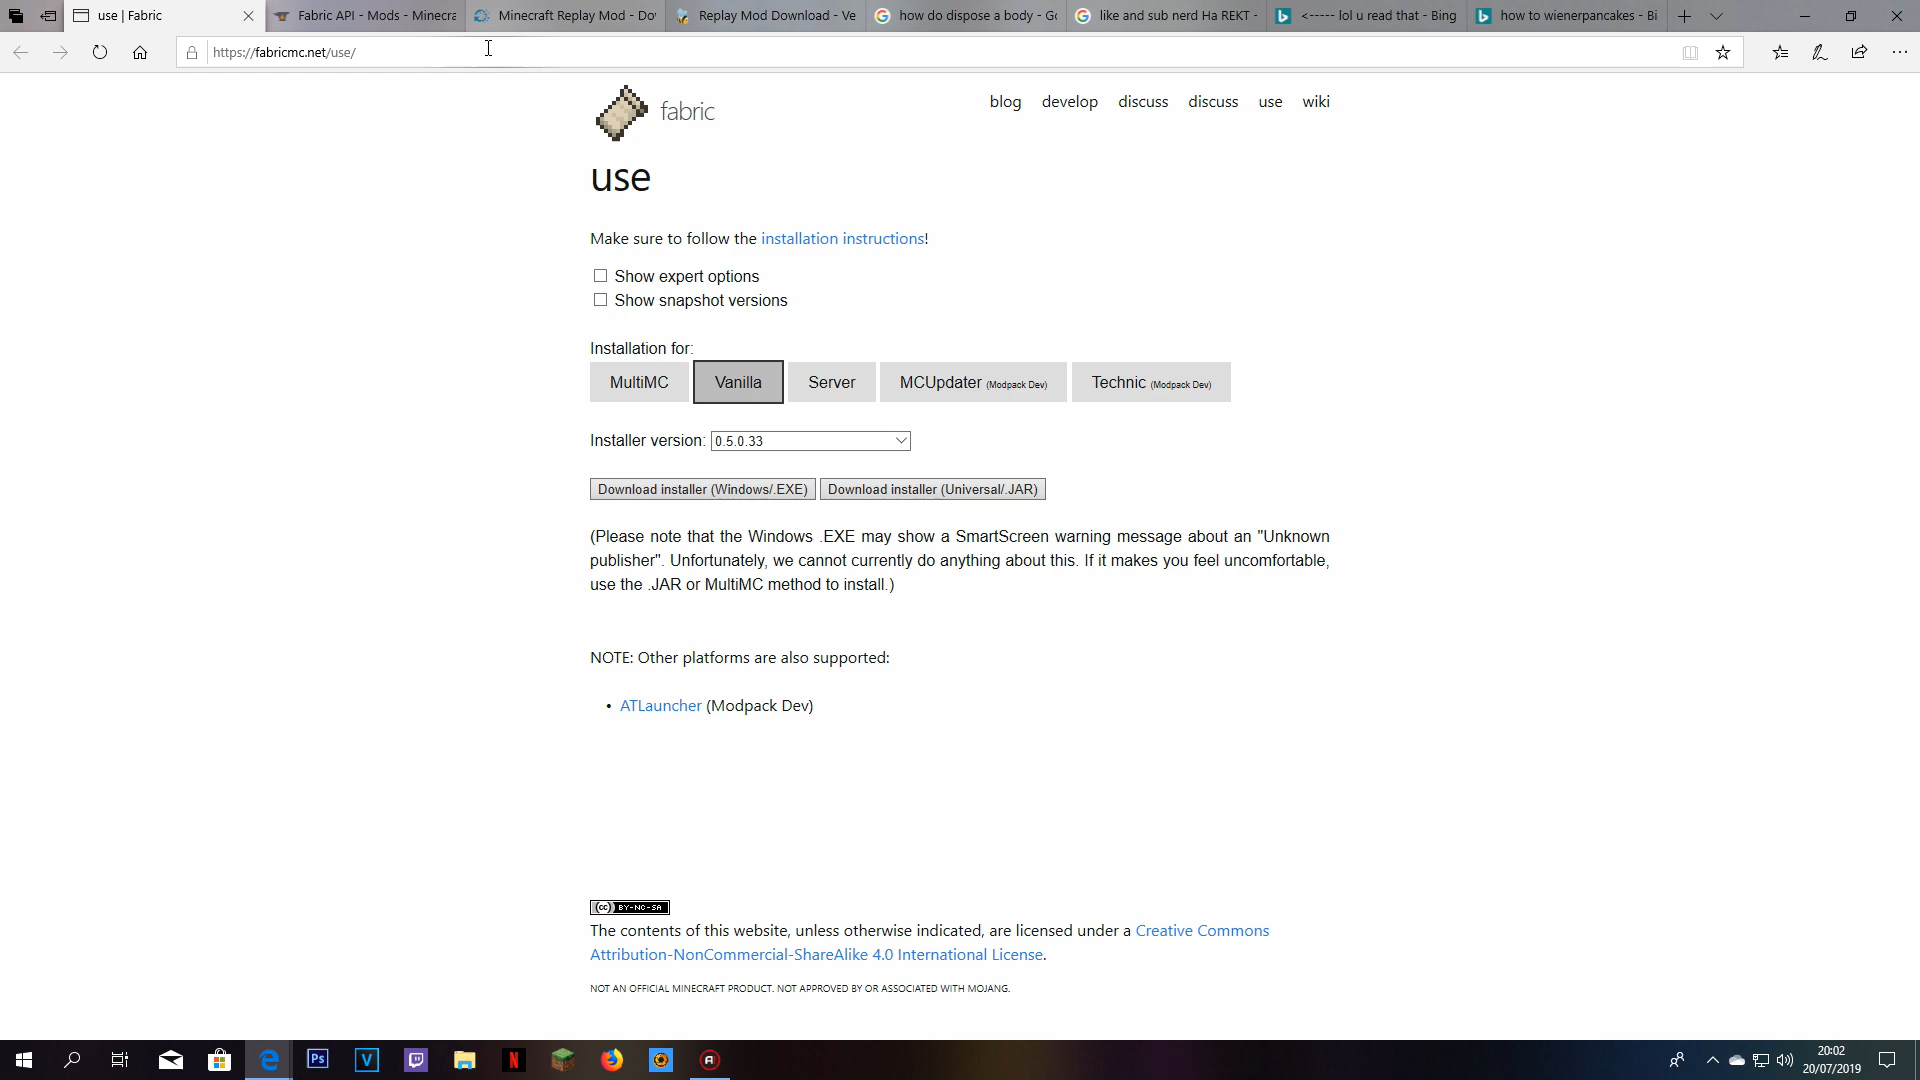 use | Fabric
Fabric API - Mods - Minecra
Minecraft Replay Mod - Do
Replay Mod Download - Ve
how do dispose a body - Go
like and sub nerd Ha REKT -
<----- lol u read that - Bing
how to wienerpancakes - Bi
https://fabricmc.net/use/
fabric
blog develop discuss discuss use wiki
use
Make sure to follow the installation instructions!
Show expert options
Show snapshot versions
Installation for:
MultiMC Vanilla Server MCUpdater (Modpack Dev) Technic (Modpack Dev)
Installer version: 0.5.0.33
Download installer (Windows/.EXE) Download installer (Universal/.JAR)
(Please note that the Windows .EXE may show a SmartScreen warning message about an "Unknown
publisher". Unfortunately, we cannot currently do anything about this. If it makes you feel uncomfortable,
use the .JAR or MultiMC method to install.)
NOTE: Other platforms are also supported:
• ATLauncher (Modpack Dev)
(cc) BY-NC-SA
The contents of this website, unless otherwise indicated, are licensed under a Creative Commons
Attribution-NonCommercial-ShareAlike 4.0 International License.
NOT AN OFFICIAL MINECRAFT PRODUCT. NOT APPROVED BY OR ASSOCIATED WITH MOJANG.
Ps
V
N
20:02
20/07/2019